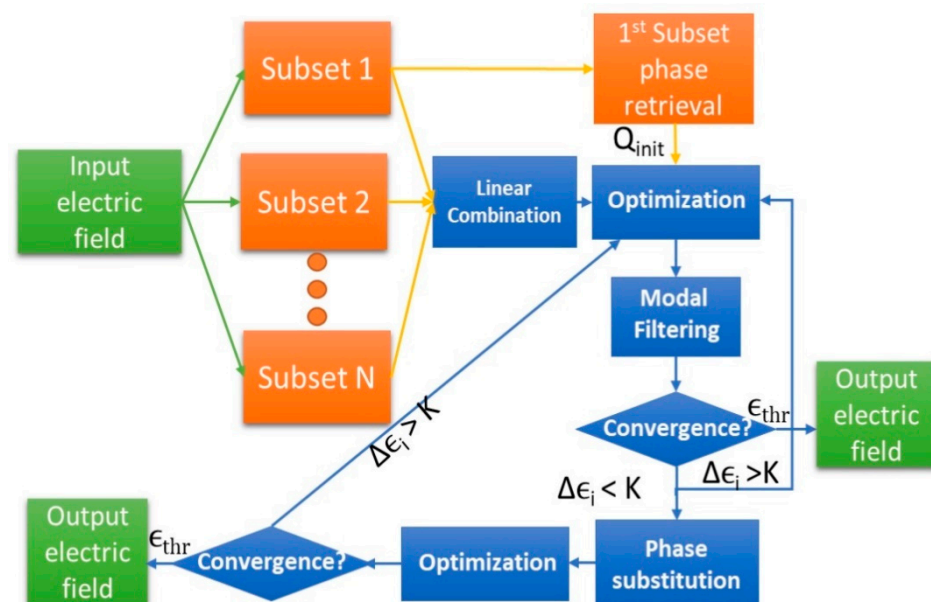 Subset 1
1st Subset
phase
retrieval
Qinit
Input
electric
field
Subset 2
Linear
Combination
Optimization
Modal
Filtering
Subset N
Δϵi > K
Convergence?
ϵthr
Output
electric
field
Δϵi < K
Δϵi >K
Output
electric
field
ϵthr
Convergence?
Optimization
Phase
substitution